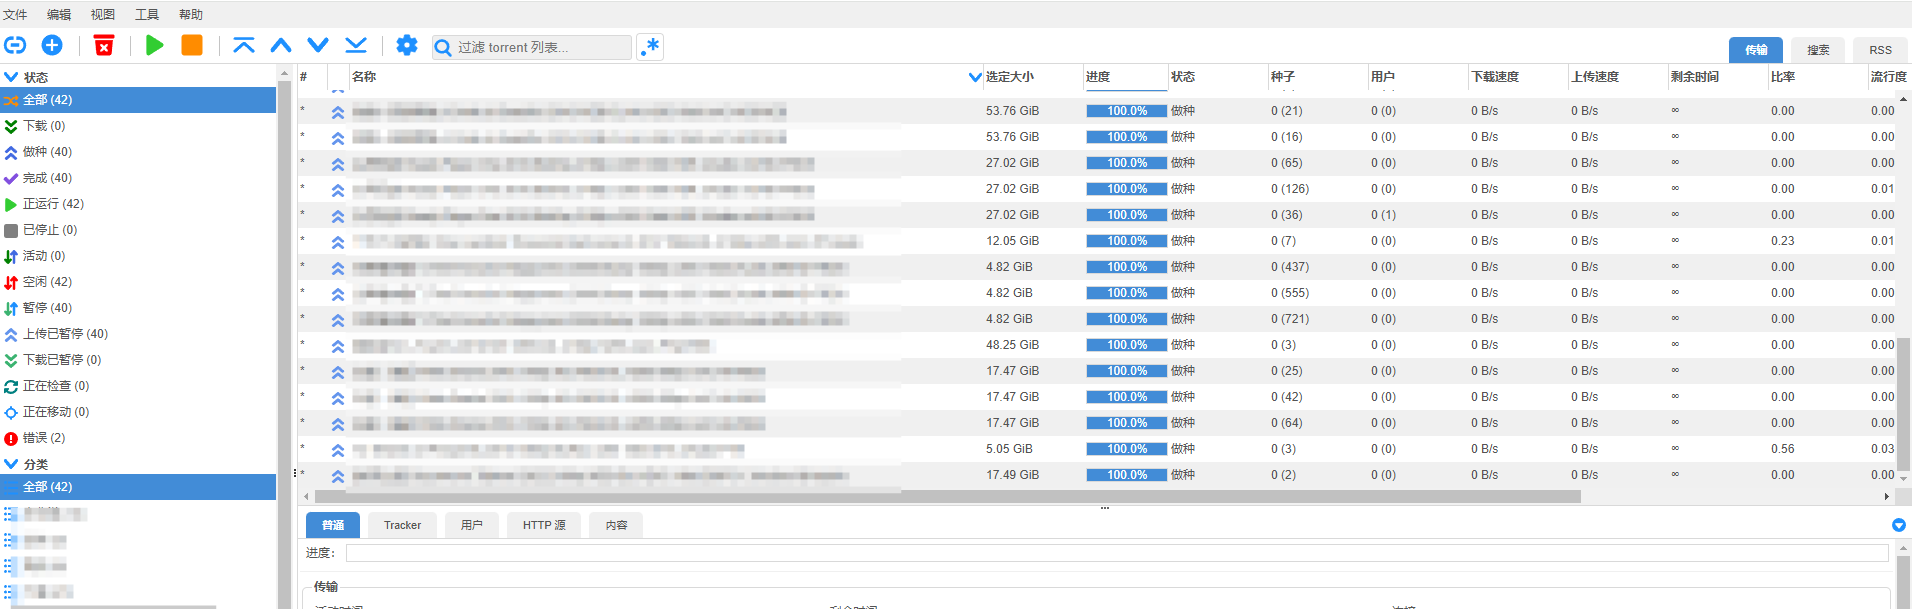 文件 编辑 视图 工具 帮助
过滤 torrent 列表... .* 传输 搜索 RSS
状态
全部 (42)
下载 (0)
做种 (40)
完成 (40)
正运行 (42)
已停止 (0)
活动 (0)
空闲 (42)
暂停 (40)
上传已暂停 (40)
下载已暂停 (0)
正在检查 (0)
正在移动 (0)
错误 (2)
分类
全部 (42)
# 名称 选定大小 进度 状态 种子 用户 下载速度 上传速度 剩余时间 比率 流行度
* 53.76 GiB 100.0% 做种 0 (21) 0 (0) 0 B/s 0 B/s ∞ 0.00 0.00
* 53.76 GiB 100.0% 做种 0 (16) 0 (0) 0 B/s 0 B/s ∞ 0.00 0.00
* 27.02 GiB 100.0% 做种 0 (65) 0 (0) 0 B/s 0 B/s ∞ 0.00 0.00
* 27.02 GiB 100.0% 做种 0 (126) 0 (0) 0 B/s 0 B/s ∞ 0.00 0.01
* 27.02 GiB 100.0% 做种 0 (36) 0 (1) 0 B/s 0 B/s ∞ 0.00 0.00
* 12.05 GiB 100.0% 做种 0 (7) 0 (0) 0 B/s 0 B/s ∞ 0.23 0.01
* 4.82 GiB 100.0% 做种 0 (437) 0 (0) 0 B/s 0 B/s ∞ 0.00 0.00
* 4.82 GiB 100.0% 做种 0 (555) 0 (0) 0 B/s 0 B/s ∞ 0.00 0.00
* 4.82 GiB 100.0% 做种 0 (721) 0 (0) 0 B/s 0 B/s ∞ 0.00 0.00
* 48.25 GiB 100.0% 做种 0 (3) 0 (0) 0 B/s 0 B/s ∞ 0.00 0.00
* 17.47 GiB 100.0% 做种 0 (25) 0 (0) 0 B/s 0 B/s ∞ 0.00 0.00
* 17.47 GiB 100.0% 做种 0 (42) 0 (0) 0 B/s 0 B/s ∞ 0.00 0.00
* 17.47 GiB 100.0% 做种 0 (64) 0 (0) 0 B/s 0 B/s ∞ 0.00 0.00
* 5.05 GiB 100.0% 做种 0 (3) 0 (0) 0 B/s 0 B/s ∞ 0.56 0.03
* 17.49 GiB 100.0% 做种 0 (2) 0 (0) 0 B/s 0 B/s ∞ 0.00 0.00
普通 Tracker 用户 HTTP 源 内容
进度：
传输